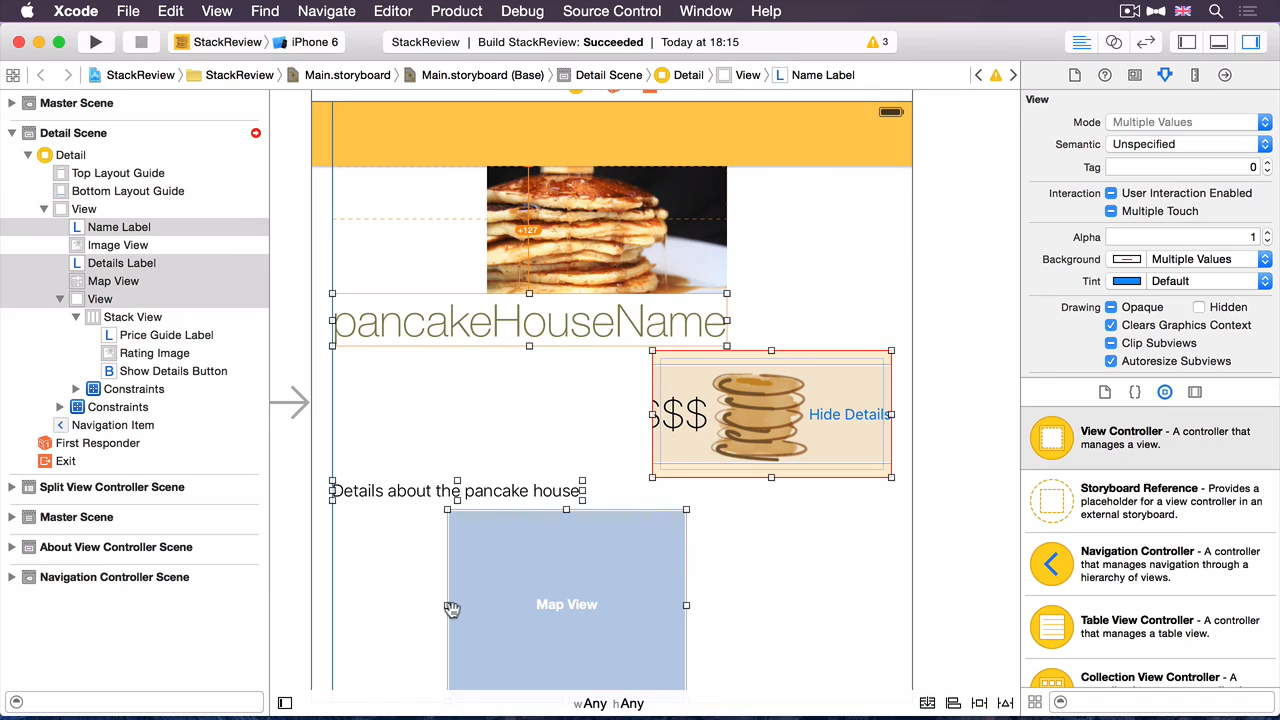 Xcode File Edit View Find Navigate Editor Product Debug Source Control Window Help
StackReview iPhone 6 StackReview Build StackReview: Succeeded Today at 18:15 3
StackReview StackReview Main.storyboard Main.storyboard (Base) Detail Scene Detail View L Name Label
Master Scene
Detail Scene
Detail
Top Layout Guide
Bottom Layout Guide
View
L Name Label
Image View
L Details Label
Map View
View
Stack View
L Price Guide Label
Rating Image
B Show Details Button
Constraints
Constraints
Navigation Item
First Responder
Exit
Split View Controller Scene
Master Scene
About View Controller Scene
Navigation Controller Scene
+127
pancakeHouseName
$$$ Hide Details
Details about the pancake house
Map View
wAny hAny
View
Mode Multiple Values
Semantic Unspecified
Tag 0
Interaction User Interaction Enabled
Multiple Touch
Alpha 1
Background Multiple Values
Tint Default
Drawing Opaque Hidden
Clears Graphics Context
Clip Subviews
Autoresize Subviews
View Controller - A controller that
manages a view.
Storyboard Reference - Provides a
placeholder for a view controller in an
external storyboard.
Navigation Controller - A controller
that manages navigation through a
hierarchy of views.
Table View Controller - A controller
that manages a table view.
Collection View Controller - A